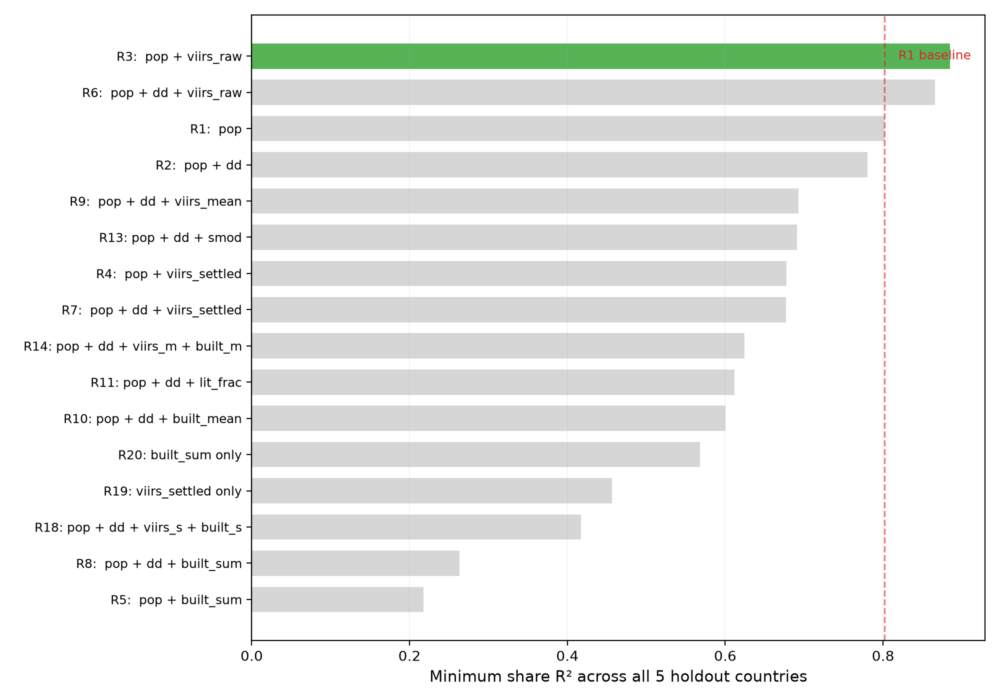 R3:  pop + viirs_raw
R1 baseline
R6:  pop + dd + viirs_raw
R1:  pop
R2:  pop + dd
R9:  pop + dd + viirs_mean
R13: pop + dd + smod
R4:  pop + viirs_settled
R7:  pop + dd + viirs_settled
R14: pop + dd + viirs_m + built_m
R11: pop + dd + lit_frac
R10: pop + dd + built_mean
R20: built_sum only
R19: viirs_settled only
R18: pop + dd + viirs_s + built_s
R8:  pop + dd + built_sum
R5:  pop + built_sum
0.0 0.2 0.4 0.6 0.8
Minimum share R² across all 5 holdout countries